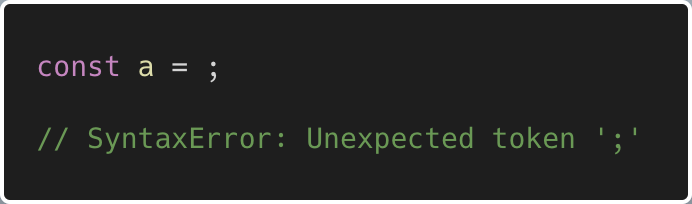 const a = ;
// SyntaxError: Unexpected token ';'